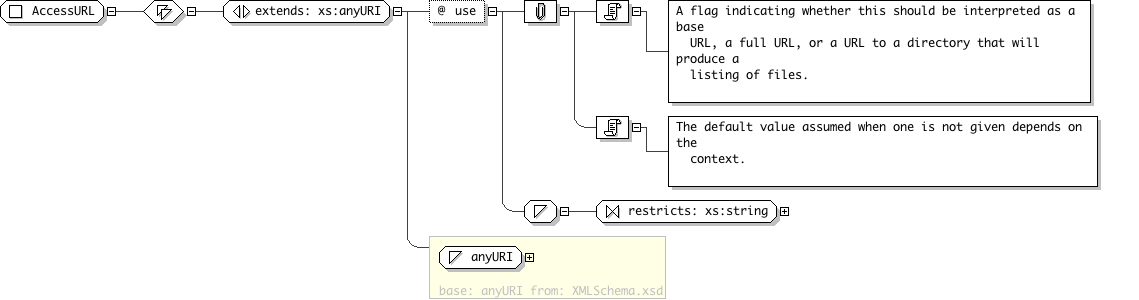 AccessURL
extends: xs:anyURI
@ use
A flag indicating whether this should be interpreted as a
base
URL, a full URL, or a URL to a directory that will
produce a
listing of files.
The default value assumed when one is not given depends on
the
context.
restricts: xs:string
anyURI
base: anyURI from: XMLSchema.xsd